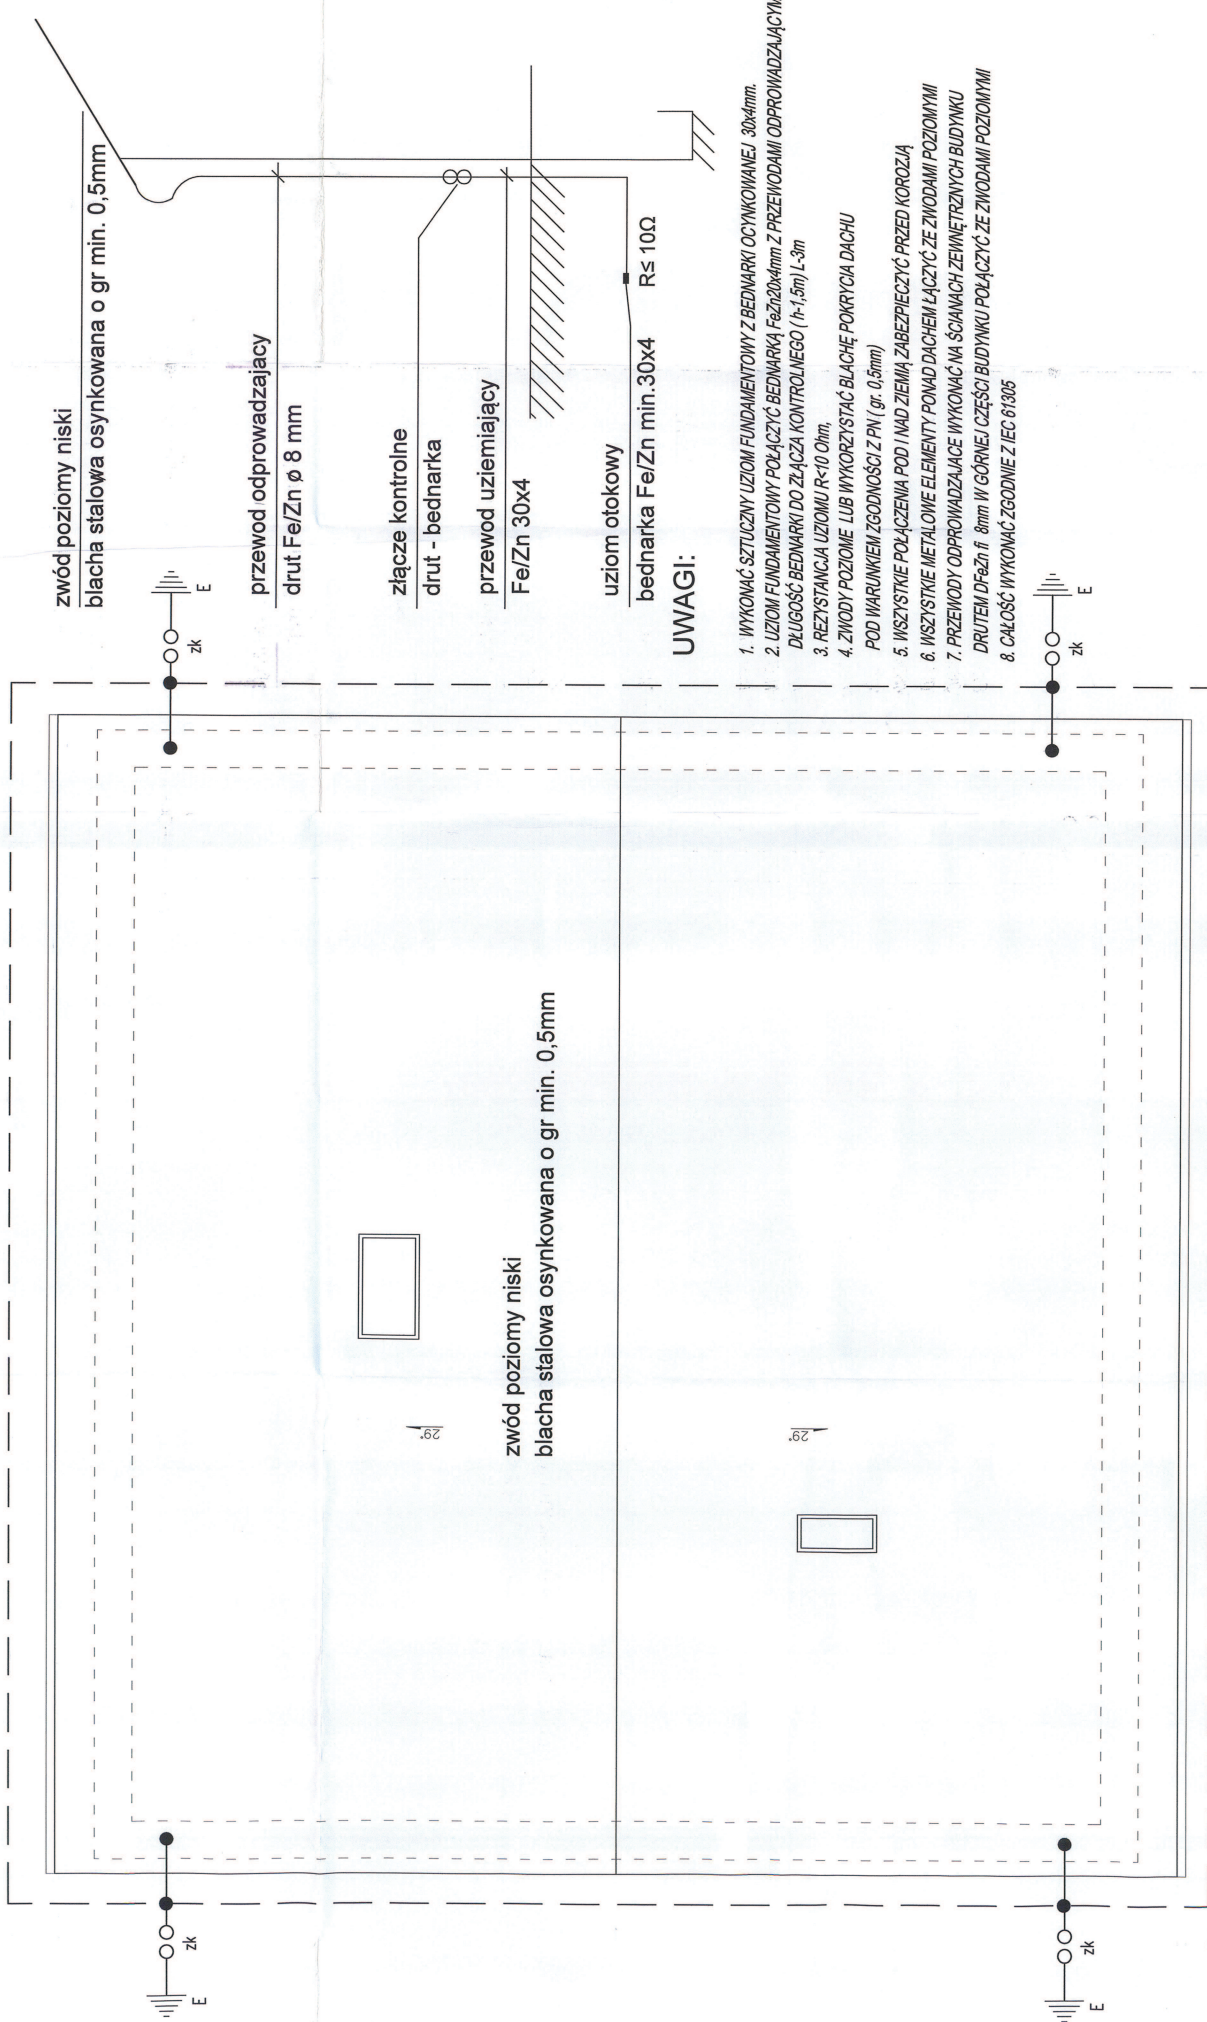 zwód poziomy niski
blacha stalowa osynkowana o gr min. 0,5mm
przewod odprowadzajacy
drut Fe/Zn ø 8 mm
złącze kontrolne
drut - bednarka
przewod uziemiający
Fe/Zn 30x4
uziom otokowy
bednarka Fe/Zn min.30x4
R≤ 10Ω
UWAGI:
1. WYKONAĆ SZTUCZNY UZIOM FUNDAMENTOWY Z BEDNARKI OCYNKOWANEJ 30x4mm.
2. UZIOM FUNDAMENTOWY POŁĄCZYĆ BEDNARKĄ FeZn20x4mm Z PRZEWODAMI ODPROWADZAJĄCYM
DŁUGOŚĆ BEDNARKI DO ZŁĄCZA KONTROLNEGO ( h-1,5m) L-3m
3. REZYSTANCJA UZIOMU R<10 Ohm,
4. ZWODY POZIOME LUB WYKORZYSTAĆ BLACHĘ POKRYCIA DACHU
POD WARUNKIEM ZGODNOŚCI Z PN ( gr. 0,5mm)
5. WSZYSTKIE POŁĄCZENIA POD I NAD ZIEMIĄ ZABEZPIECZYĆ PRZED KOROZJĄ
6. WSZYSTKIE METALOWE ELEMENTY PONAD DACHEM ŁĄCZYĆ ZE ZWODAMI POZIOMYMI
7. PRZEWODY ODPROWADZAJACE WYKONAĆ NA ŚCIANACH ZEWNĘTRZNYCH BUDYNKU
DRUTEM DFeZn fi 8mm W GÓRNEJ CZĘŚCI BUDYNKU POŁĄCZYĆ ZE ZWODAMI POZIOMYMI
8. CAŁOŚĆ WYKONAĆ ZGODNIE Z IEC 61305
zk
E
zk
E
zwód poziomy niski
blacha stalowa osynkowana o gr min. 0,5mm
29°
29°
zk
E
zk
E